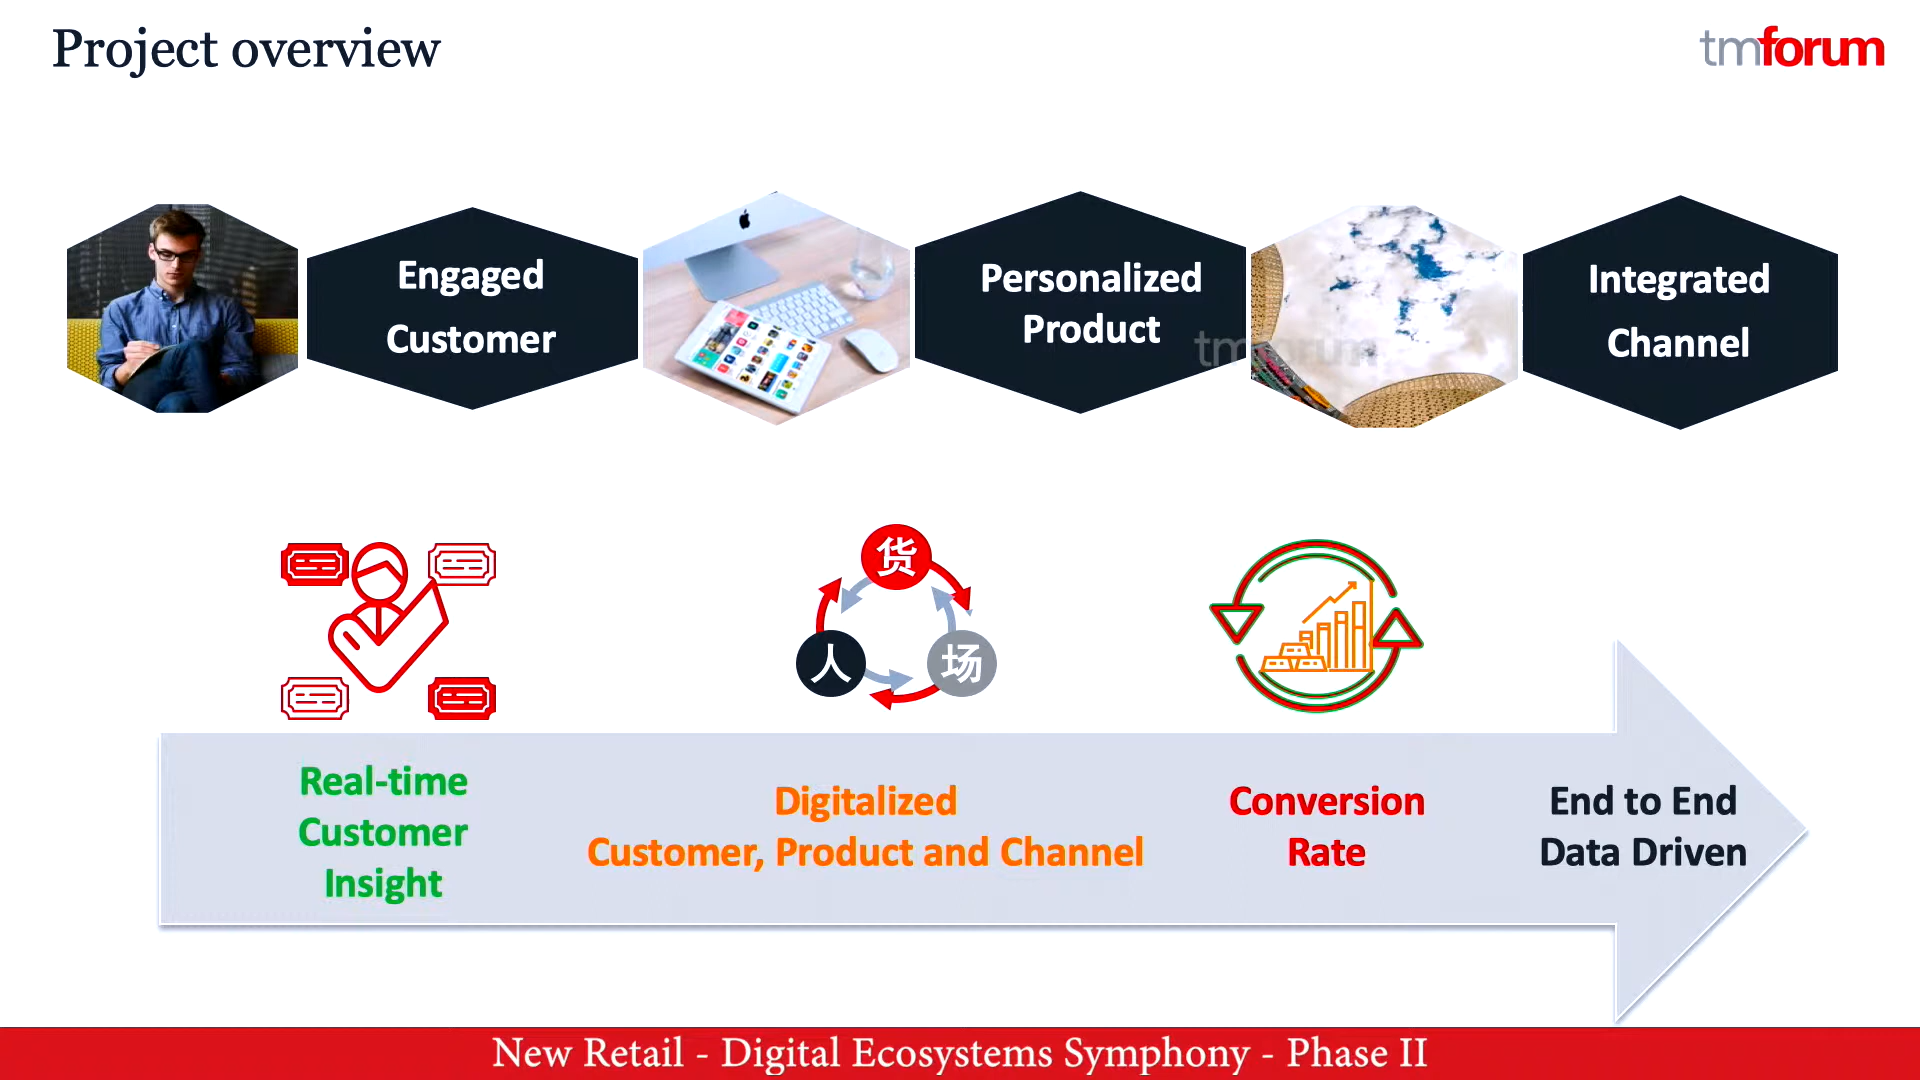 Project overview
tmforum
Engaged
Customer
Personalized
Product
tmforum
Integrated
Channel
货
人
场
Real-time
Customer
Insight
Digitalized
Customer, Product and Channel
Conversion
Rate
End to End
Data Driven
New Retail - Digital Ecosystems Symphony - Phase II